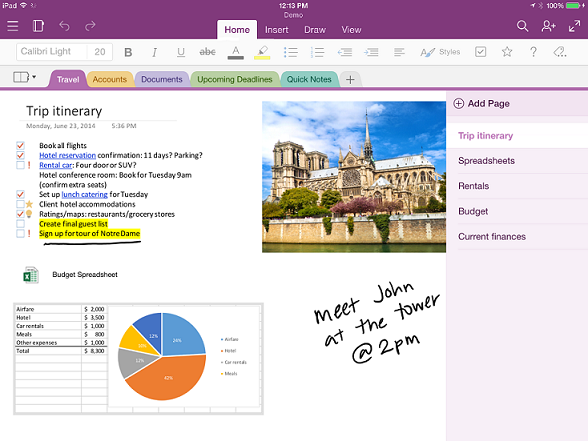 iPad
12:13 PM
100%
Demo
Home
Insert
Draw
View
Calibri Light
20
B
I
U
abc
A
Styles
Travel
Accounts
Documents
Upcoming Deadlines
Quick Notes
Add Page
Trip itinerary
Spreadsheets
Rentals
Budget
Current finances
Trip itinerary
Monday, June 23, 2014 5:36 PM
Book all flights
Hotel reservation confirmation: 11 days? Parking?
Rental car: Four door or SUV?
Hotel conference room: Book for Tuesday 9am
(confirm extra seats)
Set up lunch catering for Tuesday
Client hotel accommodations
Ratings/maps: restaurants/grocery stores
Create final guest list
Sign up for tour of Notre Dame
Budget Spreadsheet
Airfare $ 2,000
Hotel $ 3,500
Car rentals $ 1,000
Meals $ 800
Other expenses $ 1,000
Total $ 8,300
12%
24%
12%
42%
Airfare
Hotel
Car rentals
Meals
meet John
at the tower
@ 2pm